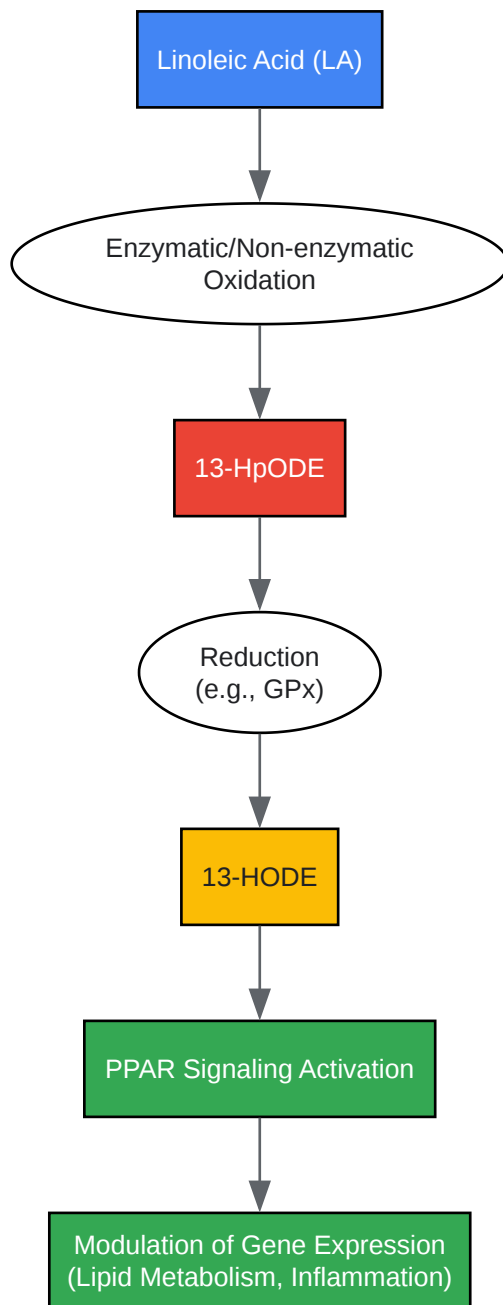 Linoleic Acid (LA)
Enzymatic/Non-enzymatic
Oxidation
13-HpODE
Reduction
(e.g., GPx)
13-HODE
PPAR Signaling Activation
Modulation of Gene Expression
(Lipid Metabolism, Inflammation)